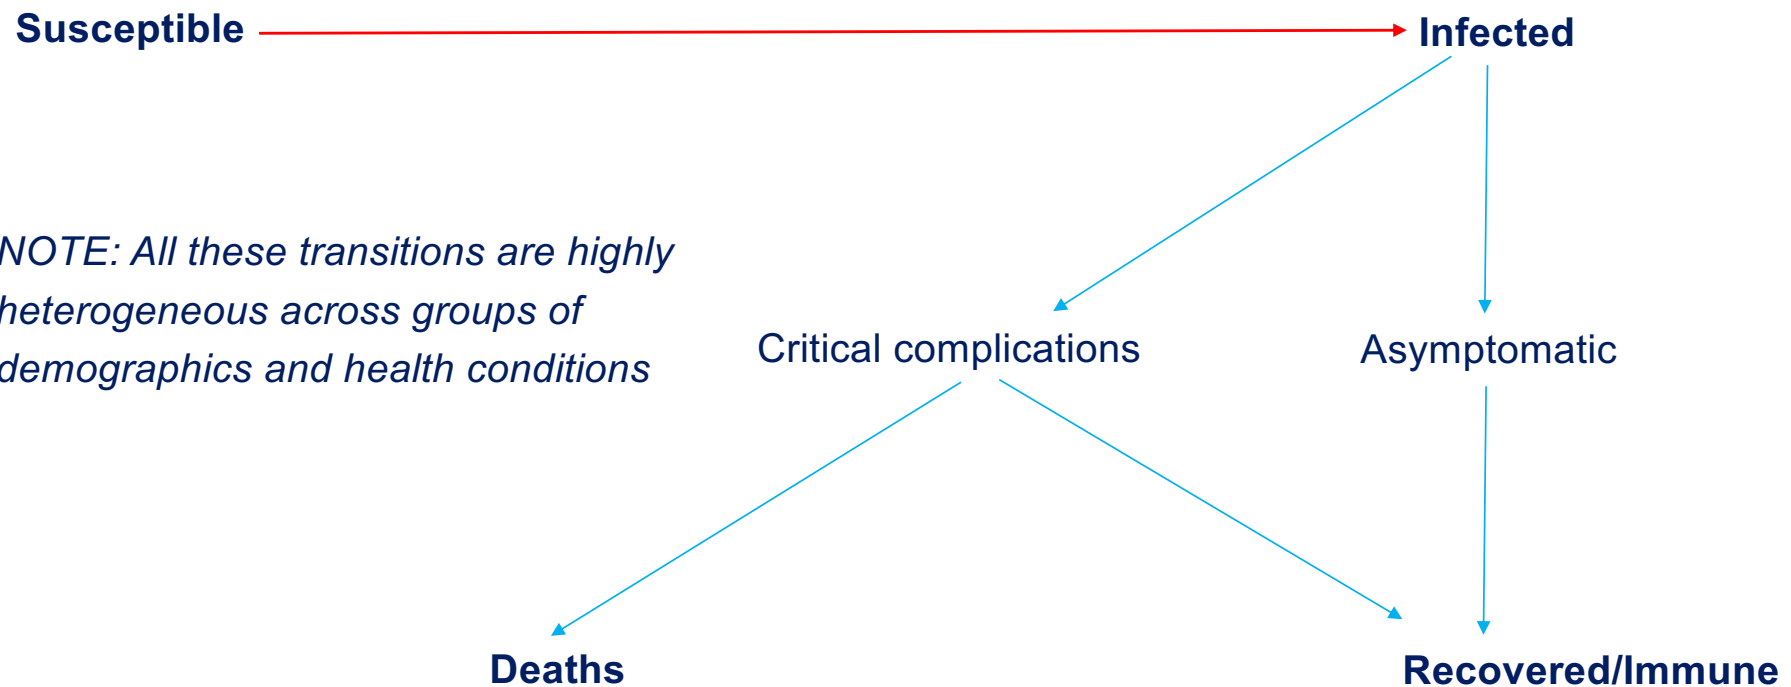 Susceptible
Infected
NOTE: All these transitions are highly
heterogeneous across groups of
demographics and health conditions
Critical complications
Asymptomatic
Deaths
Recovered/Immune